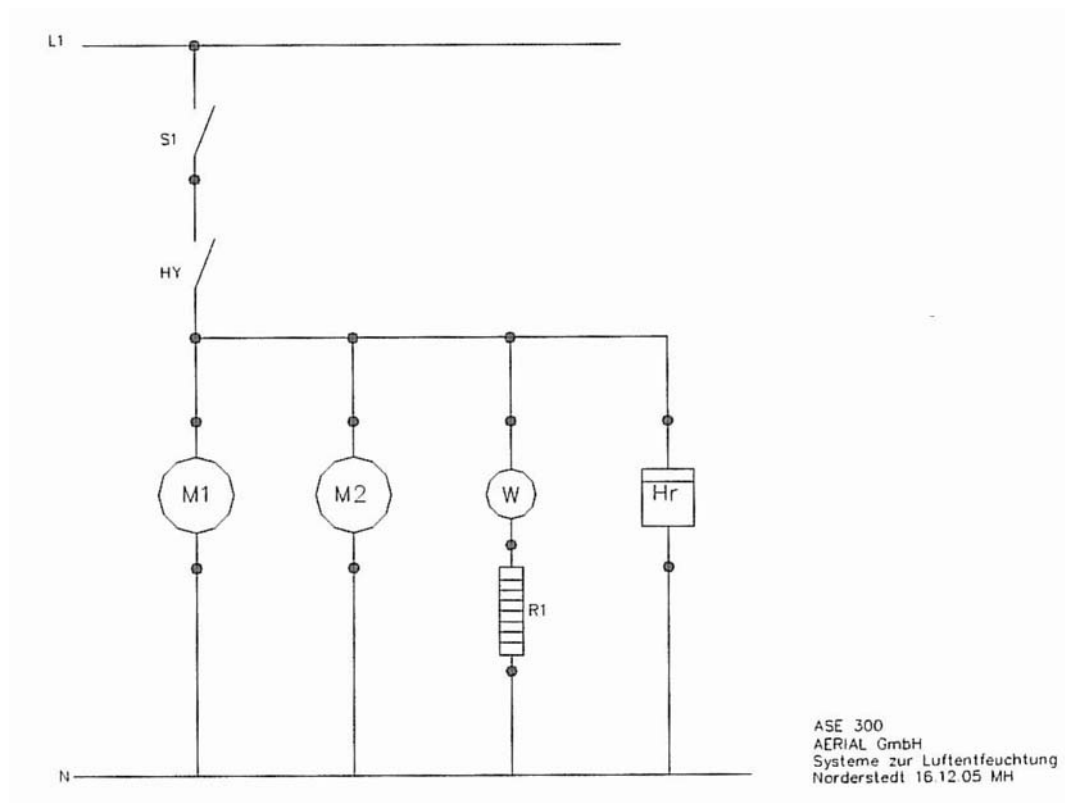 L1
S1
HY
M1
M2
W
Hr
R1
N
ASE 300
AERIAL GmbH
Systeme zur Luftentfeuchtung
Norderstedt 16.12.05 MH